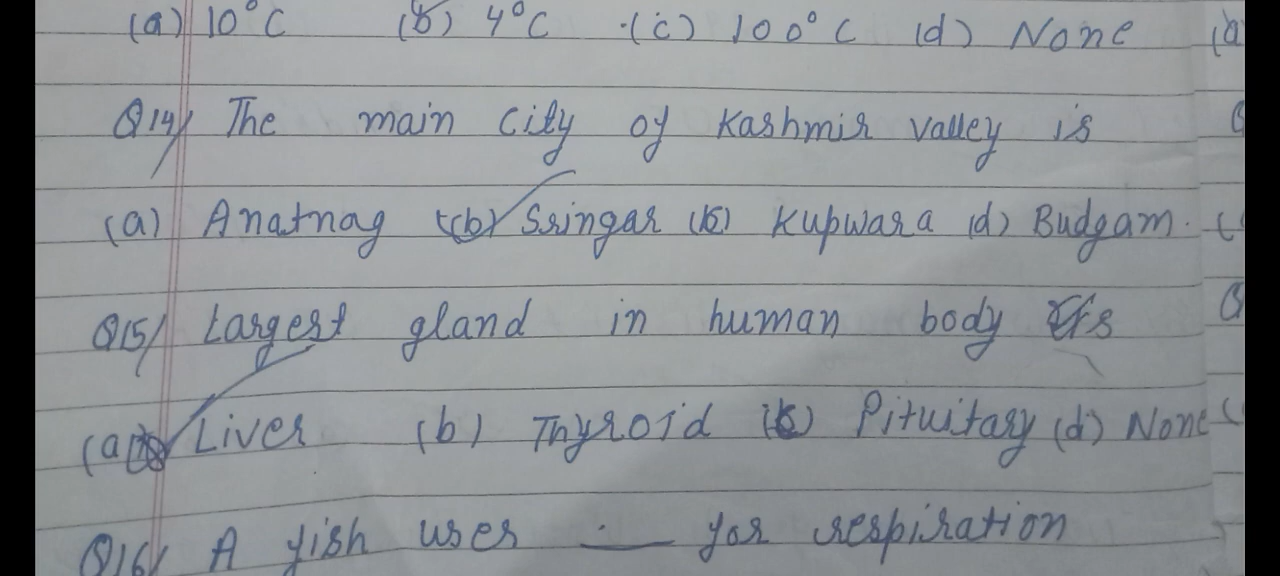 (a) 10°C (b) 4°C (c) 100°C (d) None
Q14/ The main city of Kashmir valley is
(a) Anatnag (b) Sringar (c) Kupwara (d) Budgam.
Q15/ Largest gland in human body is
(a) Liver (b) Thyroid (c) Pituitary (d) None
Q16/ A fish uses __ for respiration